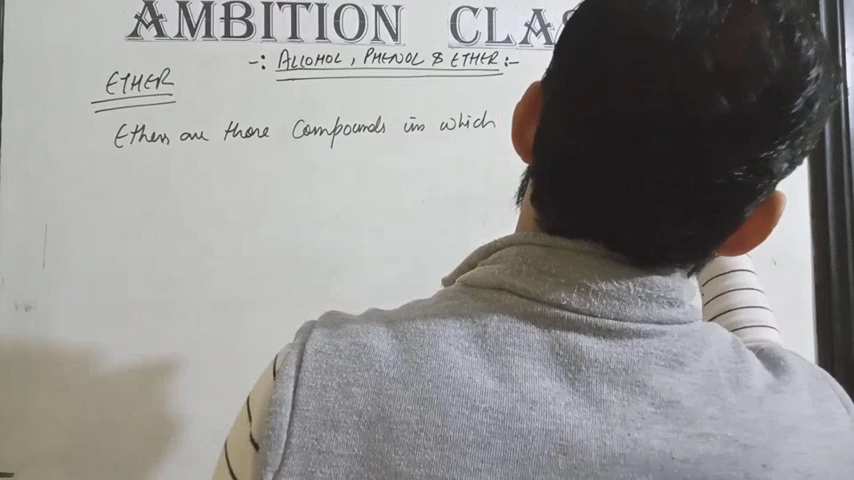 AMBITION CLAS
-: ALCOHOL, PHENOL & ETHER :-
ETHER
Ethers are those Compounds in which